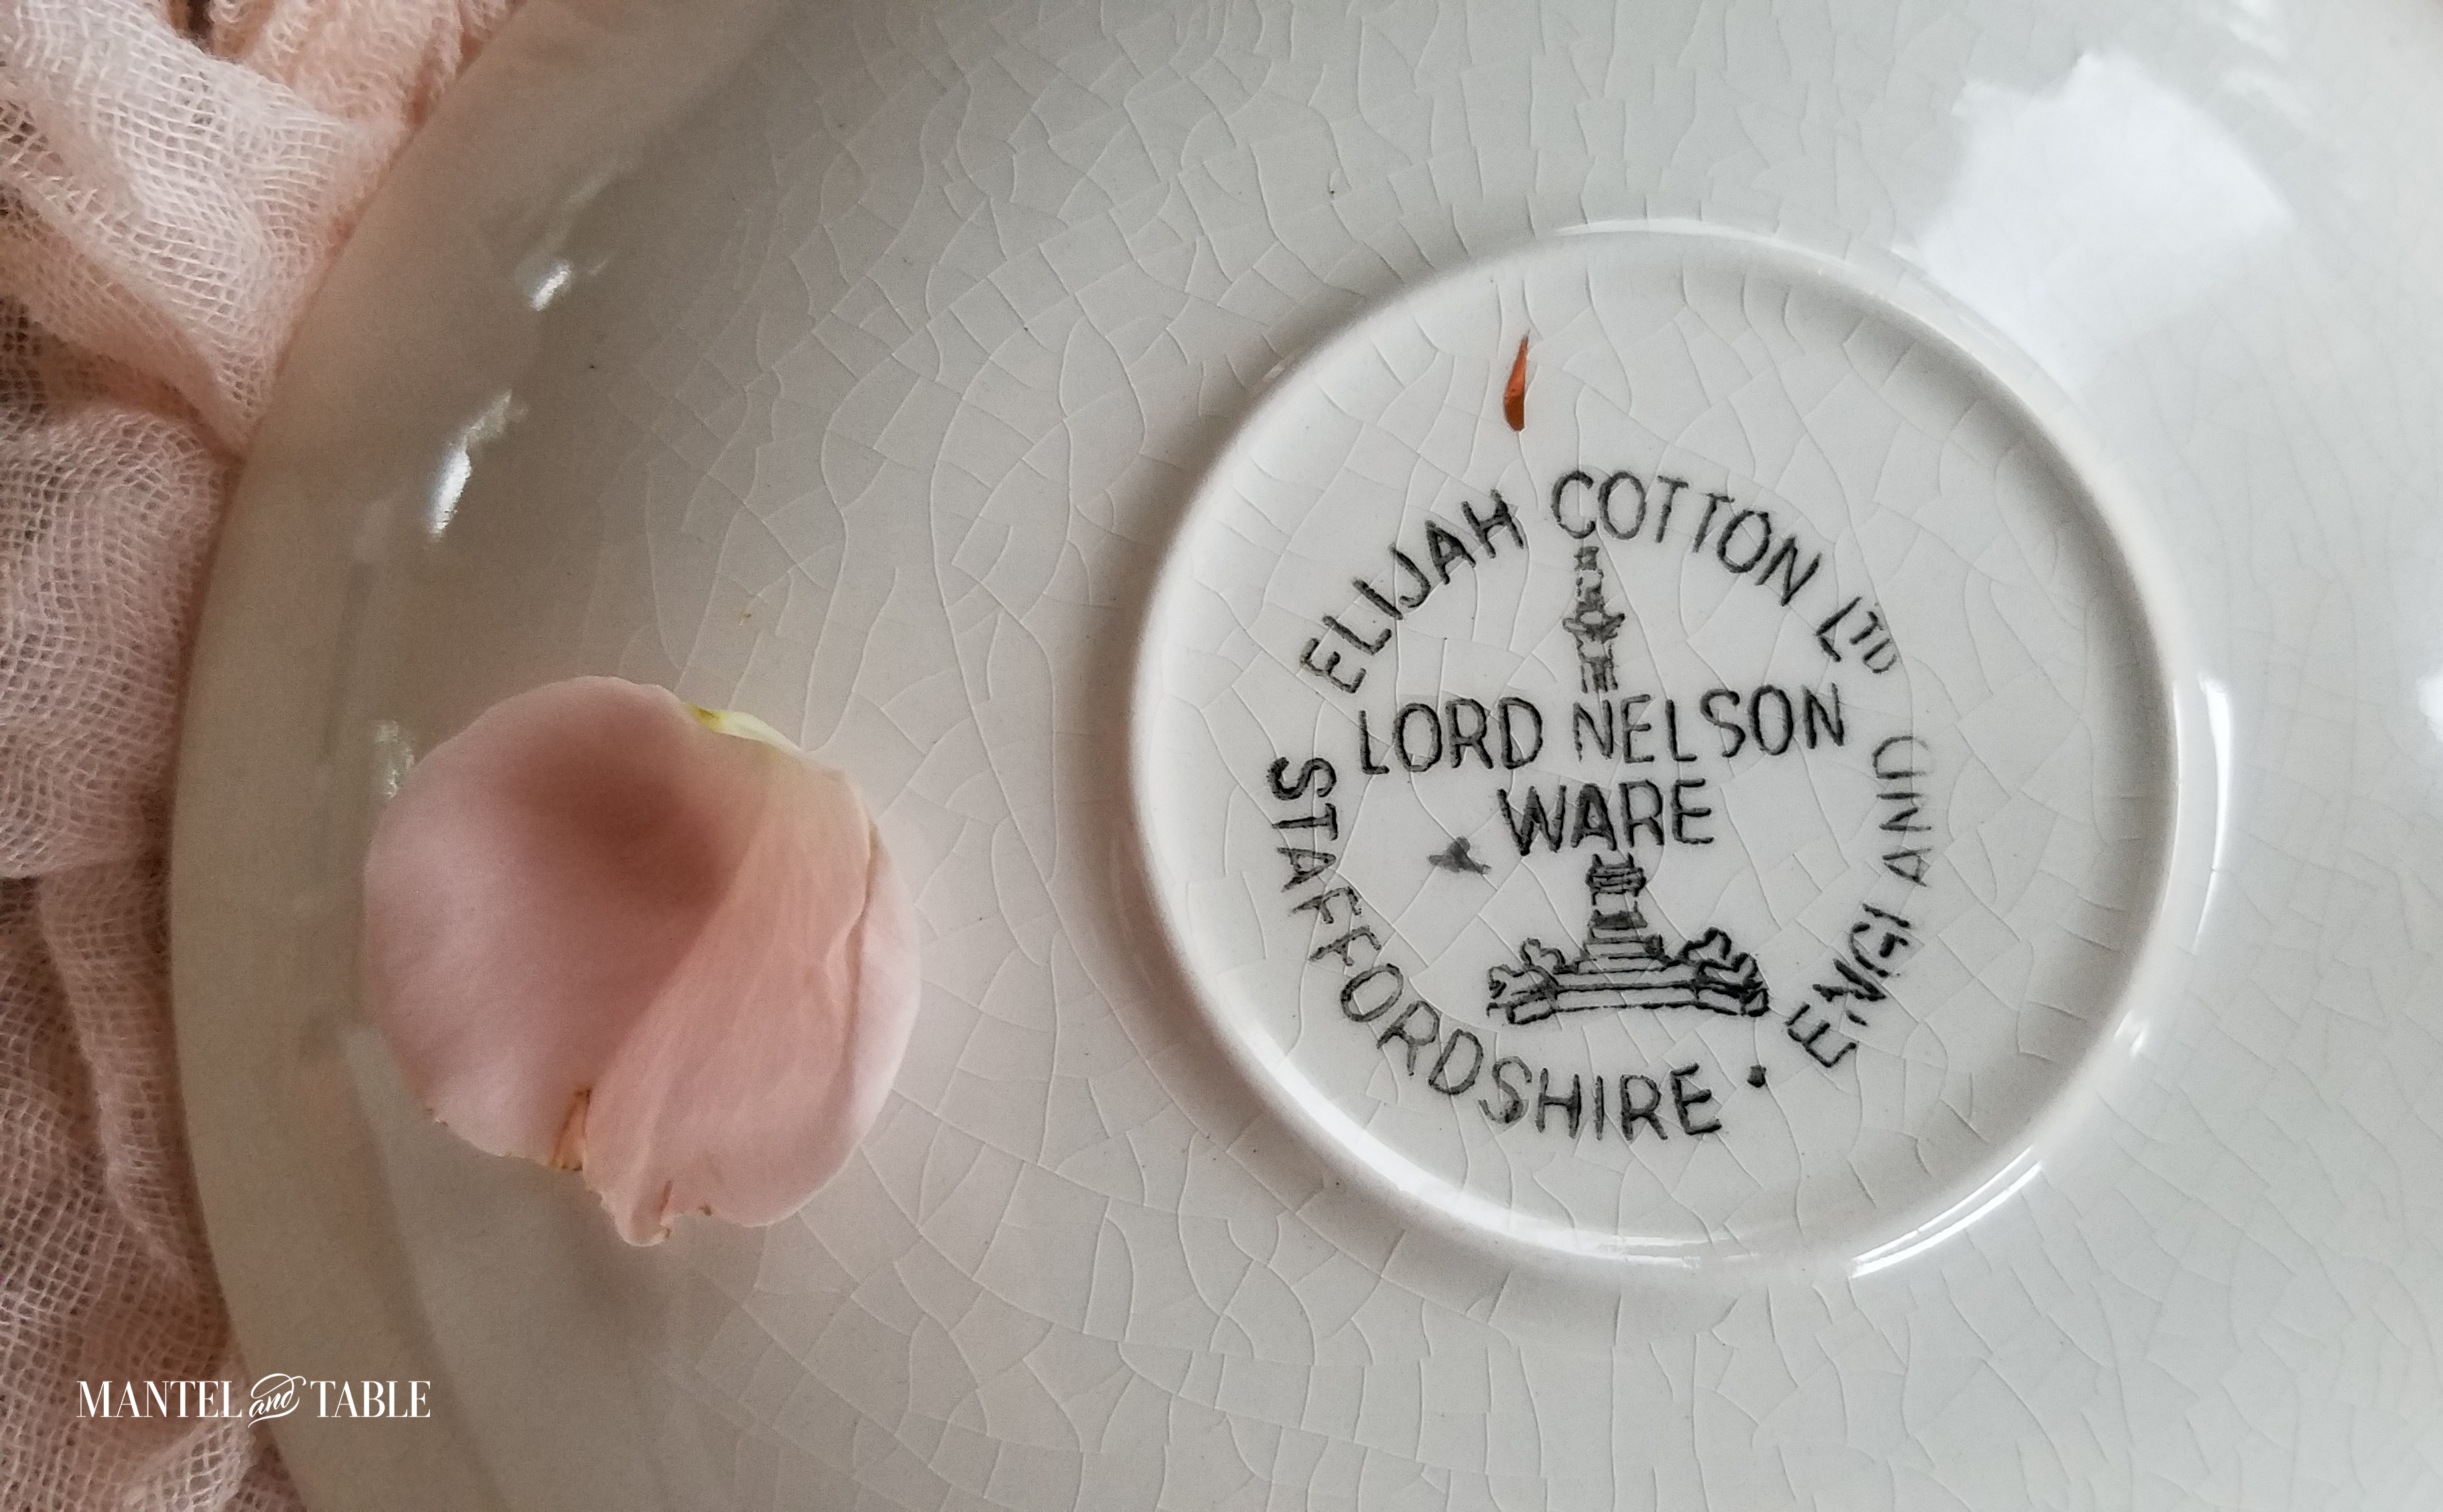 ELIJAH COTTON LTD
LORD NELSON
WARE
STAFFORDSHIRE • ENGLAND
MANTEL and TABLE